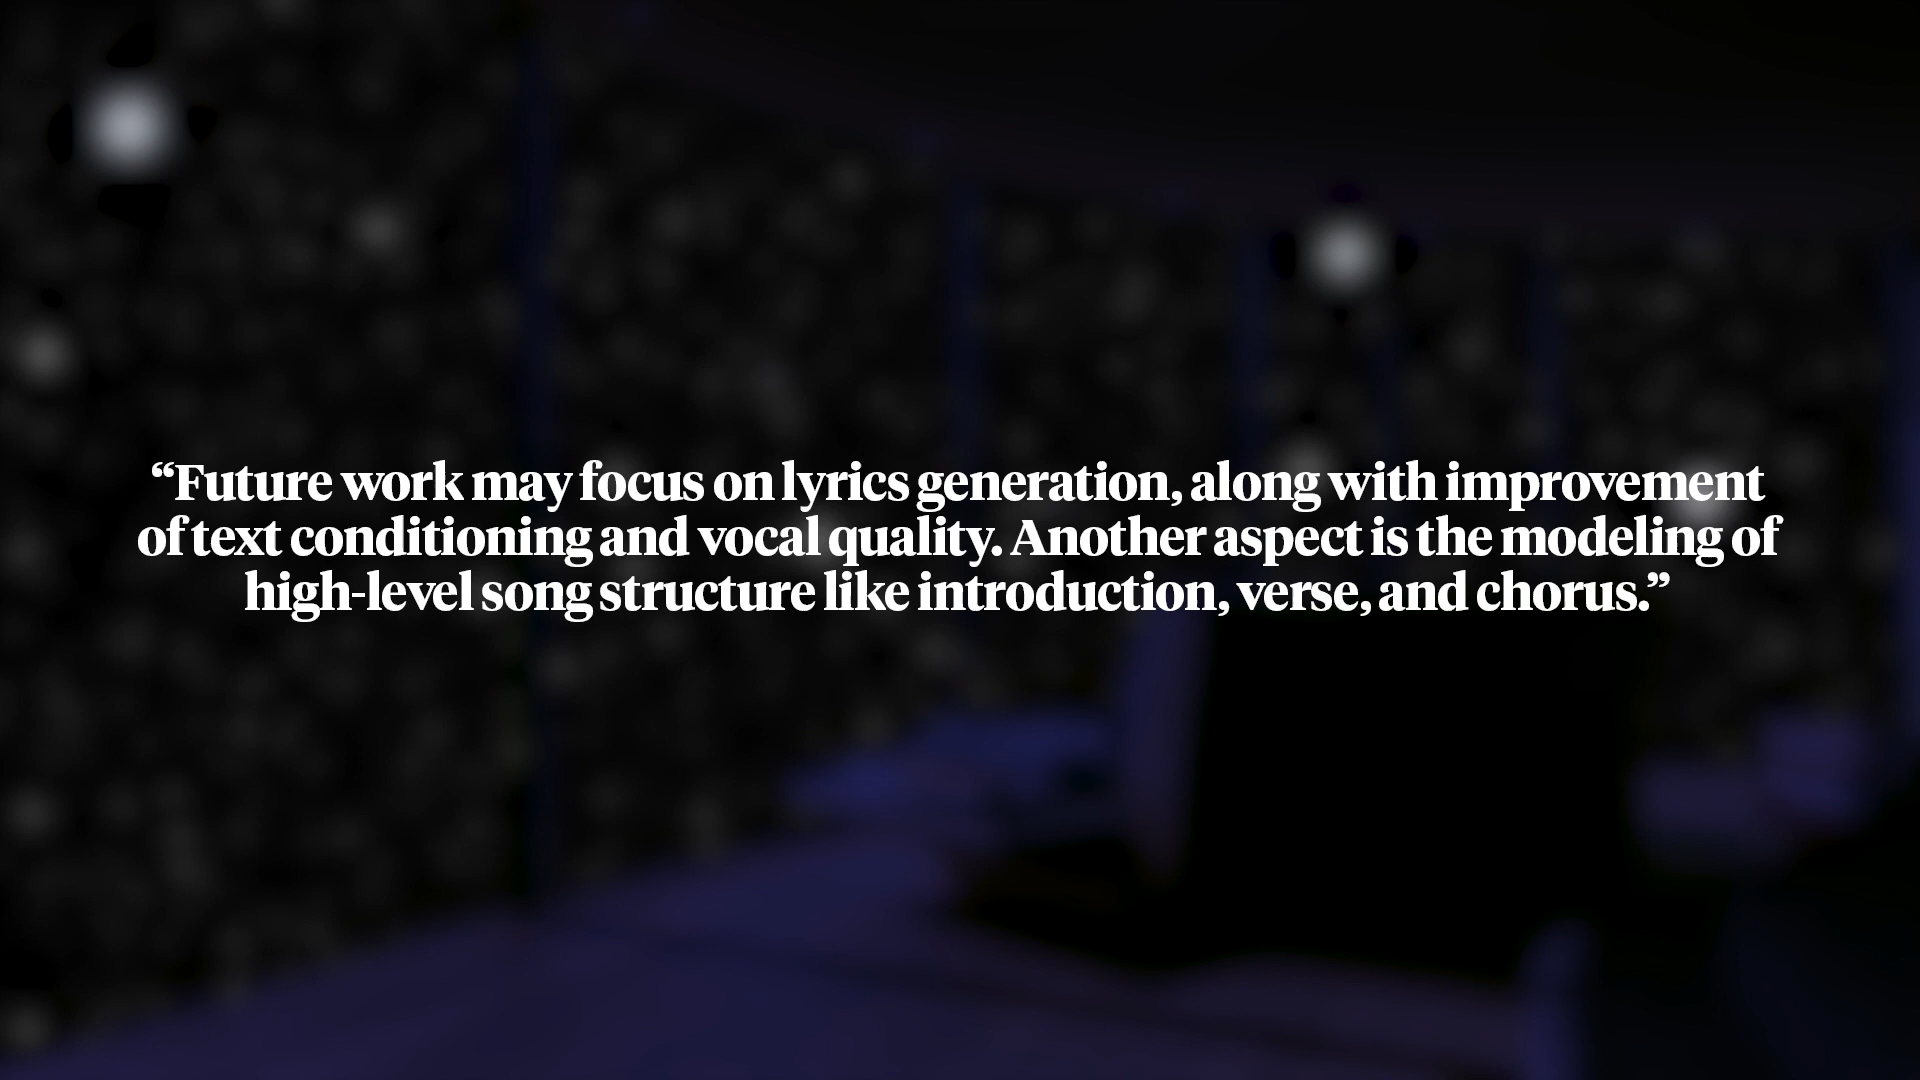 “Future work may focus on lyrics generation, along with improvement
of text conditioning and vocal quality. Another aspect is the modeling of
high-level song structure like introduction, verse, and chorus.”